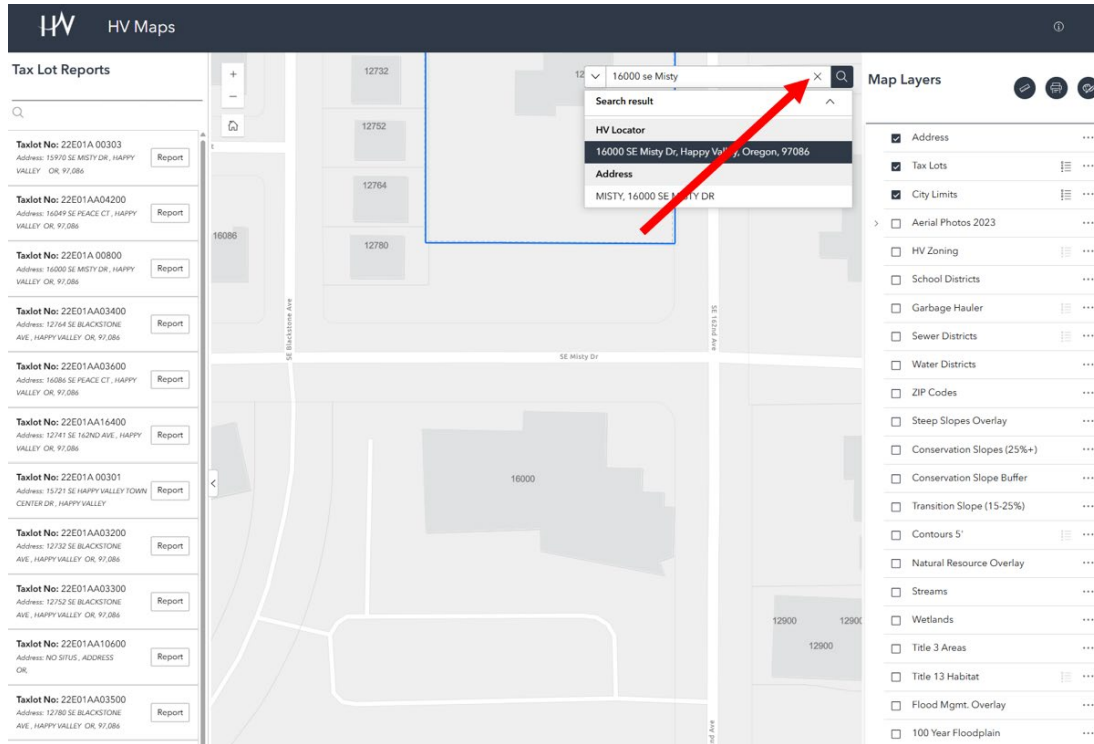 HV HV Maps
Tax Lot Reports
Taxlot No: 22E01A 00303
Address: 15970 SE MISTY DR , HAPPY
VALLEY OR, 97,086
Report
Taxlot No: 22E01AA04200
Address: 16049 SE PEACE CT , HAPPY
VALLEY OR, 97,086
Report
Taxlot No: 22E01A 00800
Address: 16000 SE MISTY DR , HAPPY
VALLEY OR, 97,086
Report
Taxlot No: 22E01AA03400
Address: 12764 SE BLACKSTONE
AVE , HAPPY VALLEY OR, 97,086
Report
Taxlot No: 22E01AA03600
Address: 16086 SE PEACE CT , HAPPY
VALLEY OR, 97,086
Report
Taxlot No: 22E01AA16400
Address: 12741 SE 162ND AVE , HAPPY
VALLEY OR, 97,086
Report
Taxlot No: 22E01A 00301
Address: 15721 SE HAPPY VALLEY TOWN
CENTER DR , HAPPY VALLEY
Report
Taxlot No: 22E01AA03200
Address: 12732 SE BLACKSTONE
AVE , HAPPY VALLEY OR, 97,086
Report
Taxlot No: 22E01AA03300
Address: 12752 SE BLACKSTONE
AVE , HAPPY VALLEY OR, 97,086
Report
Taxlot No: 22E01AA10600
Address: NO SITUS , ADDRESS
OR,
Report
Taxlot No: 22E01AA03500
Address: 12780 SE BLACKSTONE
AVE , HAPPY VALLEY OR, 97,086
Report
12732
12752
12764
12780
16086
SE Blackstone Ave
SE Misty Dr
SE 162nd Ave
16000
12900 12900
12900
nd Ave
16000 se Misty
Search result
HV Locator
16000 SE Misty Dr, Happy Valley, Oregon, 97086
Address
MISTY, 16000 SE MISTY DR
Map Layers
Address
Tax Lots
City Limits
Aerial Photos 2023
HV Zoning
School Districts
Garbage Hauler
Sewer Districts
Water Districts
ZIP Codes
Steep Slopes Overlay
Conservation Slopes (25%+)
Conservation Slope Buffer
Transition Slope (15-25%)
Contours 5'
Natural Resource Overlay
Streams
Wetlands
Title 3 Areas
Title 13 Habitat
Flood Mgmt. Overlay
100 Year Floodplain